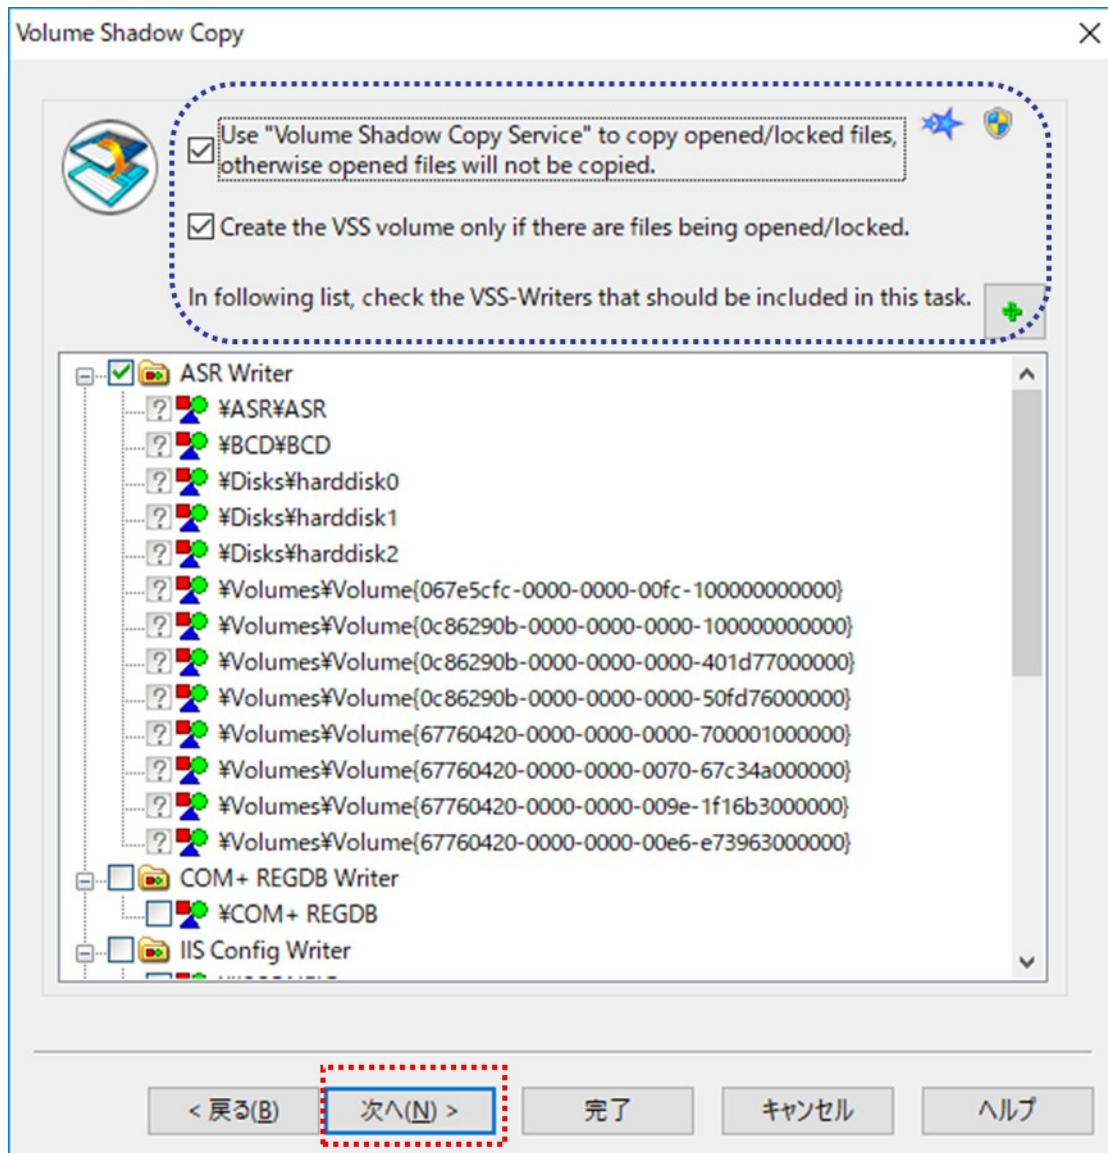 Volume Shadow Copy
Use "Volume Shadow Copy Service" to copy opened/locked files,
otherwise opened files will not be copied.
Create the VSS volume only if there are files being opened/locked.
In following list, check the VSS-Writers that should be included in this task.
ASR Writer
¥ASR¥ASR
¥BCD¥BCD
¥Disks¥harddisk0
¥Disks¥harddisk1
¥Disks¥harddisk2
¥Volumes¥Volume{067e5cfc-0000-0000-00fc-100000000000}
¥Volumes¥Volume{0c86290b-0000-0000-0000-100000000000}
¥Volumes¥Volume{0c86290b-0000-0000-0000-401d77000000}
¥Volumes¥Volume{0c86290b-0000-0000-0000-50fd76000000}
¥Volumes¥Volume{67760420-0000-0000-0000-700001000000}
¥Volumes¥Volume{67760420-0000-0000-0070-67c34a000000}
¥Volumes¥Volume{67760420-0000-0000-009e-1f16b3000000}
¥Volumes¥Volume{67760420-0000-0000-00e6-e73963000000}
COM+ REGDB Writer
¥COM+ REGDB
IIS Config Writer
< 戻る(B) 次へ(N) > 完了 キャンセル ヘルプ